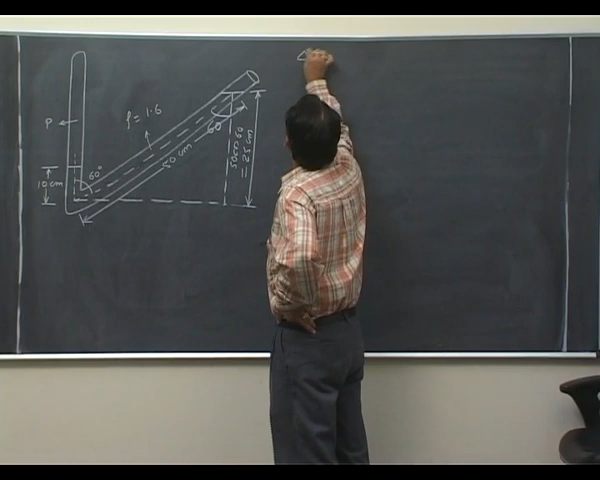 P
ρ = 1.6
10 cm
60°
50 cm
60
50 cos 60
= 25 cm